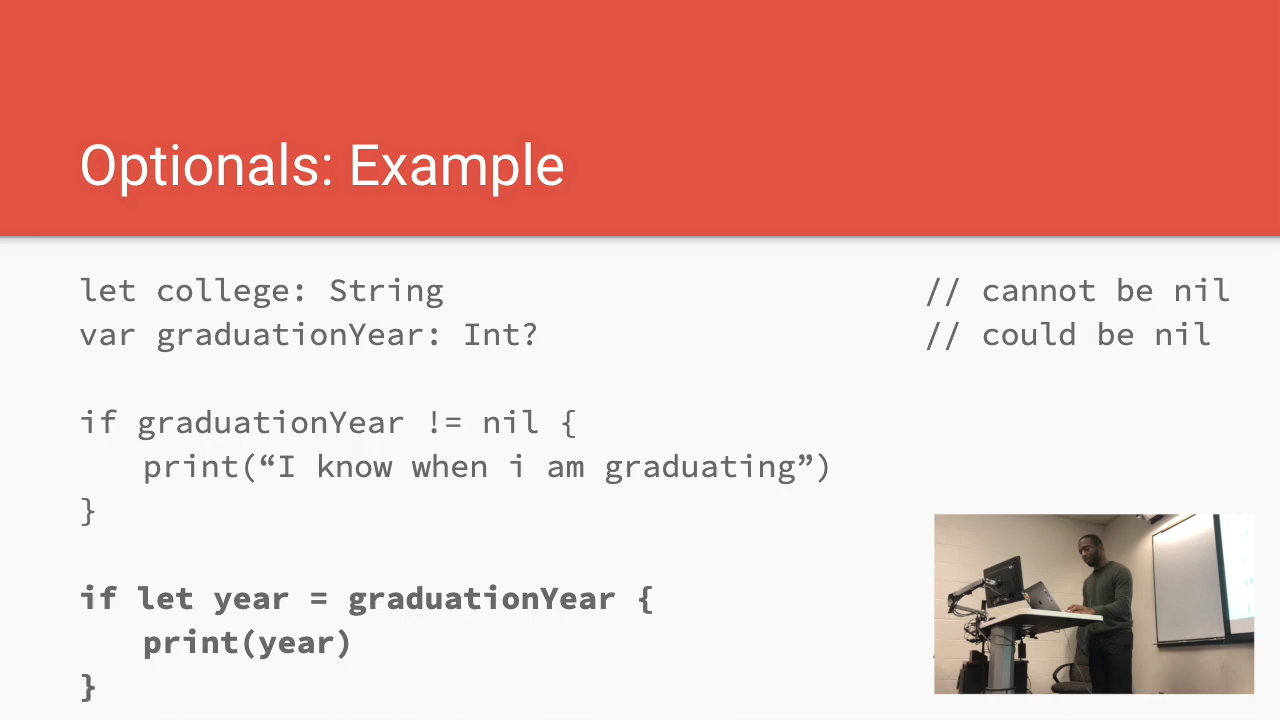 Optionals: Example
let college: String // cannot be nil
var graduationYear: Int? // could be nil
if graduationYear != nil {
print(“I know when i am graduating”)
}
if let year = graduationYear {
print(year)
}